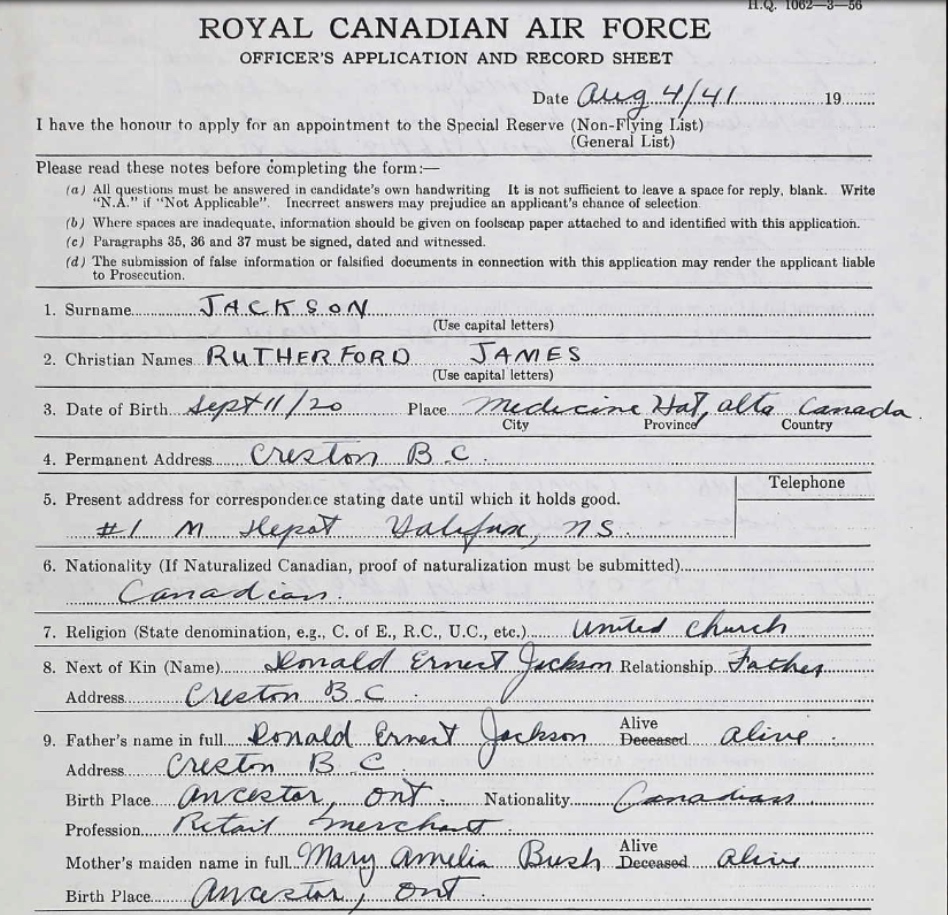 H.Q. 1062—3—56
ROYAL CANADIAN AIR FORCE
OFFICER'S APPLICATION AND RECORD SHEET
Date Aug 4/41 19
I have the honour to apply for an appointment to the Special Reserve (Non-Flying List)
(General List)
Please read these notes before completing the form:—
(a) All questions must be answered in candidate's own handwriting It is not sufficient to leave a space for reply, blank. Write
"N.A." if "Not Applicable". Incorrect answers may prejudice an applicant's chance of selection.
(b) Where spaces are inadequate, information should be given on foolscap paper attached to and identified with this application.
(c) Paragraphs 35, 36 and 37 must be signed, dated and witnessed.
(d) The submission of false information or falsified documents in connection with this application may render the applicant liable
to Prosecution.
1. Surname JACKSON
(Use capital letters)
2. Christian Names RUTHERFORD JAMES
(Use capital letters)
3. Date of Birth Sept 11/20 Place Medicine Hat, alta Canada
City Province Country
4. Permanent Address Creston B C.
5. Present address for correspondence stating date until which it holds good. Telephone
#1 M Depot Halifax, NS.
6. Nationality (If Naturalized Canadian, proof of naturalization must be submitted)
Canadian.
7. Religion (State denomination, e.g., C. of E., R.C., U.C., etc.) United Church
8. Next of Kin (Name) Ronald Ernest Jackson Relationship Father
Address Creston B.C.
9. Father's name in full Ronald Ernest Jackson Alive Deceased alive.
Address Creston B.C.
Birth Place Ancestor, Ont. Nationality Canadian
Profession Retail Merchant.
Mother's maiden name in full Mary Amelia Bush Alive Deceased alive
Birth Place Ancestor, Ont.